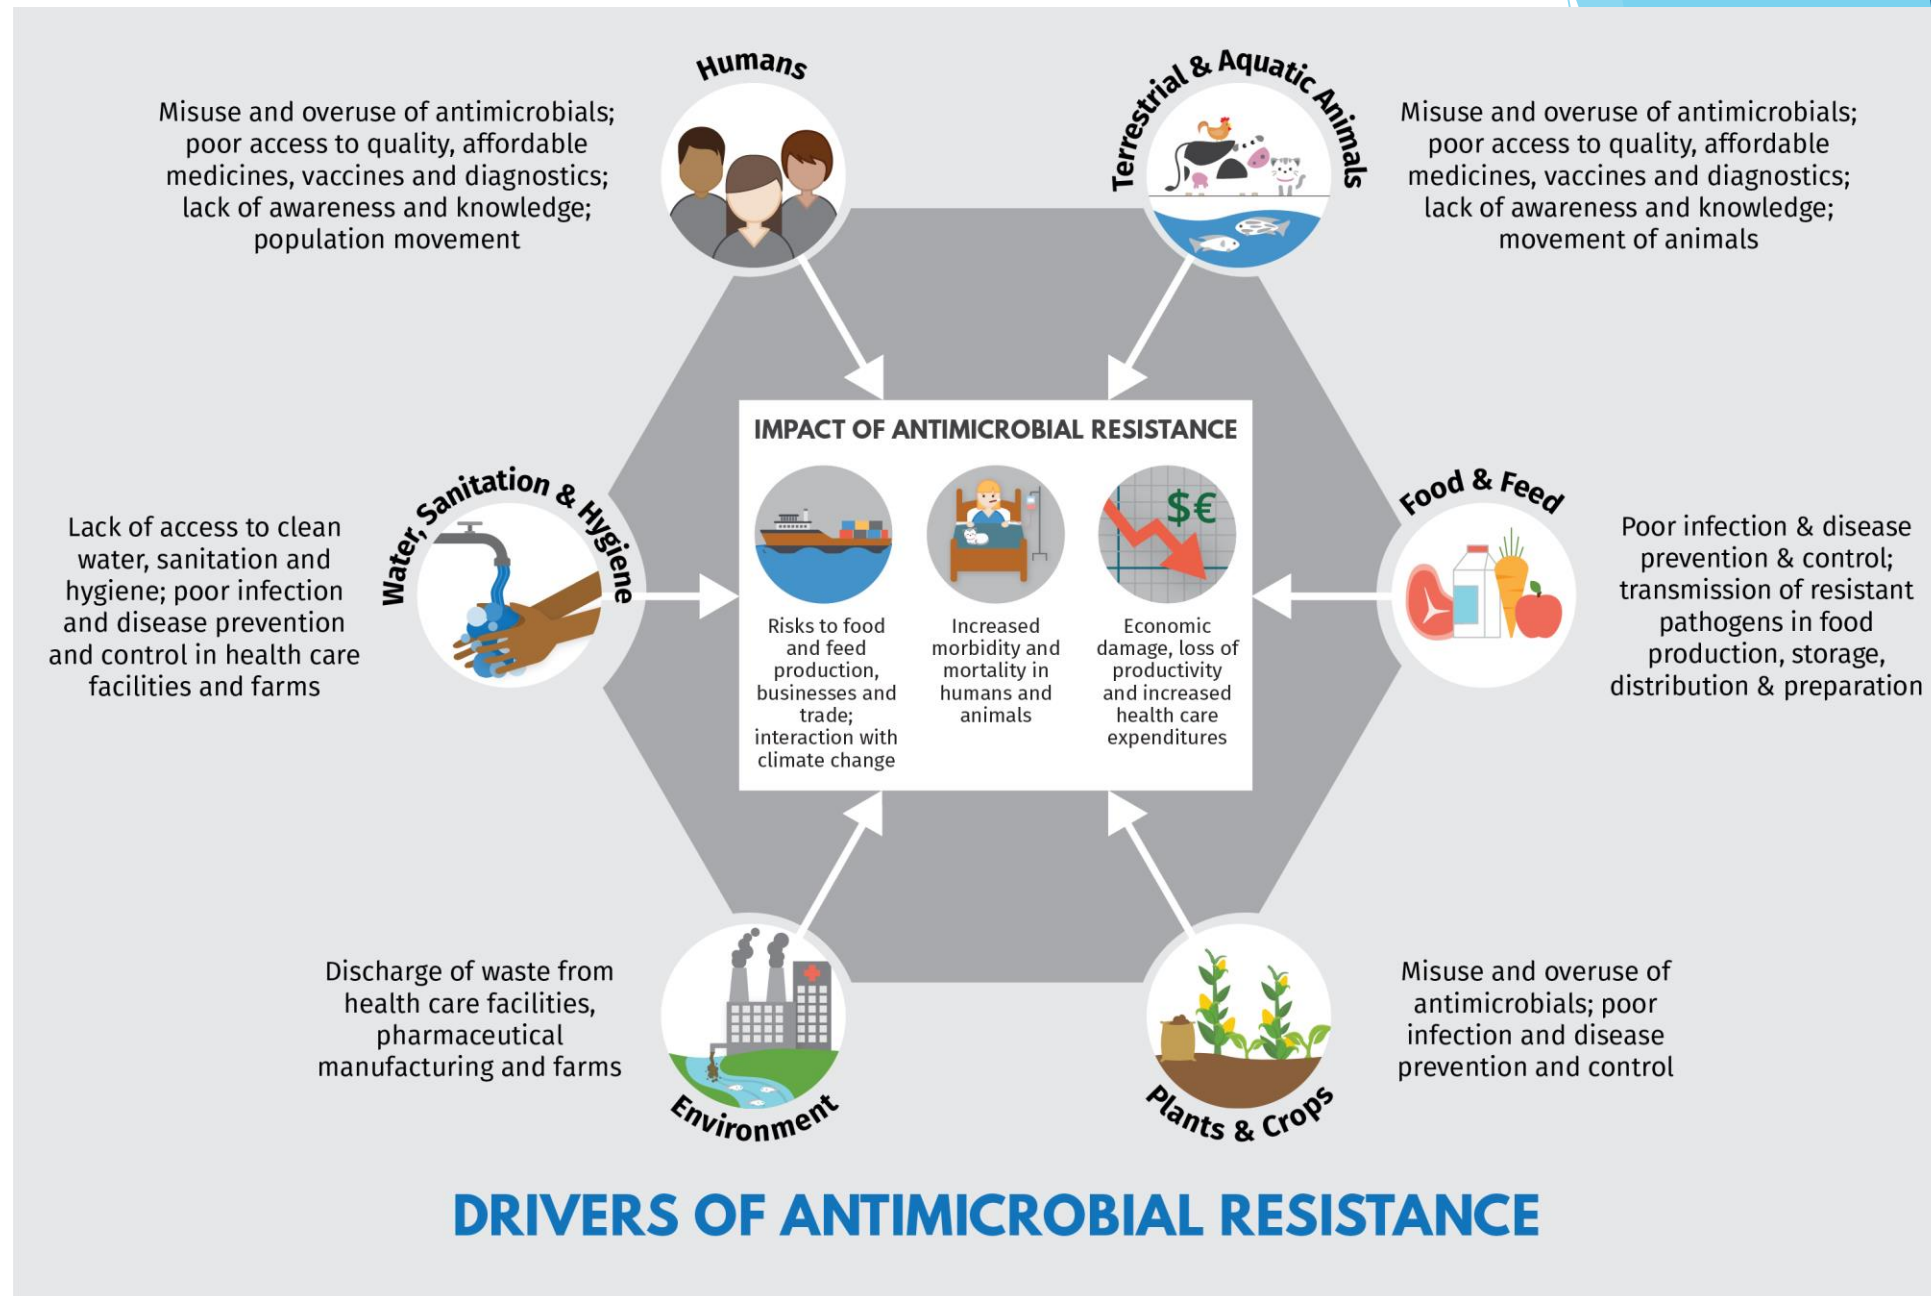 Humans
Misuse and overuse of antimicrobials;
poor access to quality, affordable
medicines, vaccines and diagnostics;
lack of awareness and knowledge;
population movement
Terrestrial & Aquatic Animals
Misuse and overuse of antimicrobials;
poor access to quality, affordable
medicines, vaccines and diagnostics;
lack of awareness and knowledge;
movement of animals
Water, Sanitation & Hygiene
Lack of access to clean
water, sanitation and
hygiene; poor infection
and disease prevention
and control in health care
facilities and farms
IMPACT OF ANTIMICROBIAL RESISTANCE
Risks to food
and feed
production,
businesses and
trade;
interaction with
climate change
Increased
morbidity and
mortality in
humans and
animals
$€
Economic
damage, loss of
productivity
and increased
health care
expenditures
Food & Feed
Poor infection & disease
prevention & control;
transmission of resistant
pathogens in food
production, storage,
distribution & preparation
Discharge of waste from
health care facilities,
pharmaceutical
manufacturing and farms
Environment
Plants & Crops
Misuse and overuse of
antimicrobials; poor
infection and disease
prevention and control
DRIVERS OF ANTIMICROBIAL RESISTANCE